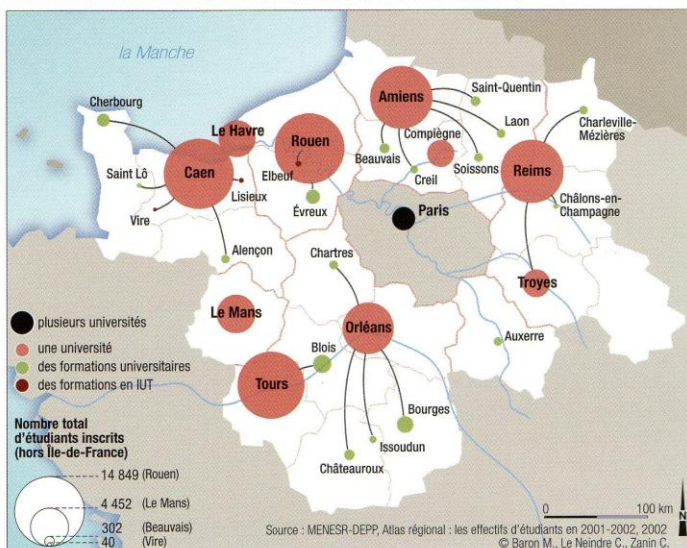 la Manche
Cherbourg
Saint Lô
Caen
Vire
Lisieux
Alençon
Le Havre
Rouen
Elbeuf
Évreux
Amiens
Saint-Quentin
Laon
Beauvais
Creil
Complègne
Soissons
Charleville-
Mézières
Reims
Châlons-en-
Champagne
Troyes
Paris
Chartres
Le Mans
Orléans
Auxerre
Blois
Tours
Bourges
Issoudun
Châteauroux
plusieurs universités
une université
des formations universitaires
des formations en IUT
Nombre total
d'étudiants inscrits
(hors Île-de-France)
14 849 (Rouen)
4 452 (Le Mans)
302 (Beauvais)
40 (Vire)
0 100 km
N
Source : MENESR-DEPP, Atlas régional : les effectifs d'étudiants en 2001-2002, 2002
© Baron M., Le Neindre C., Zanin C.